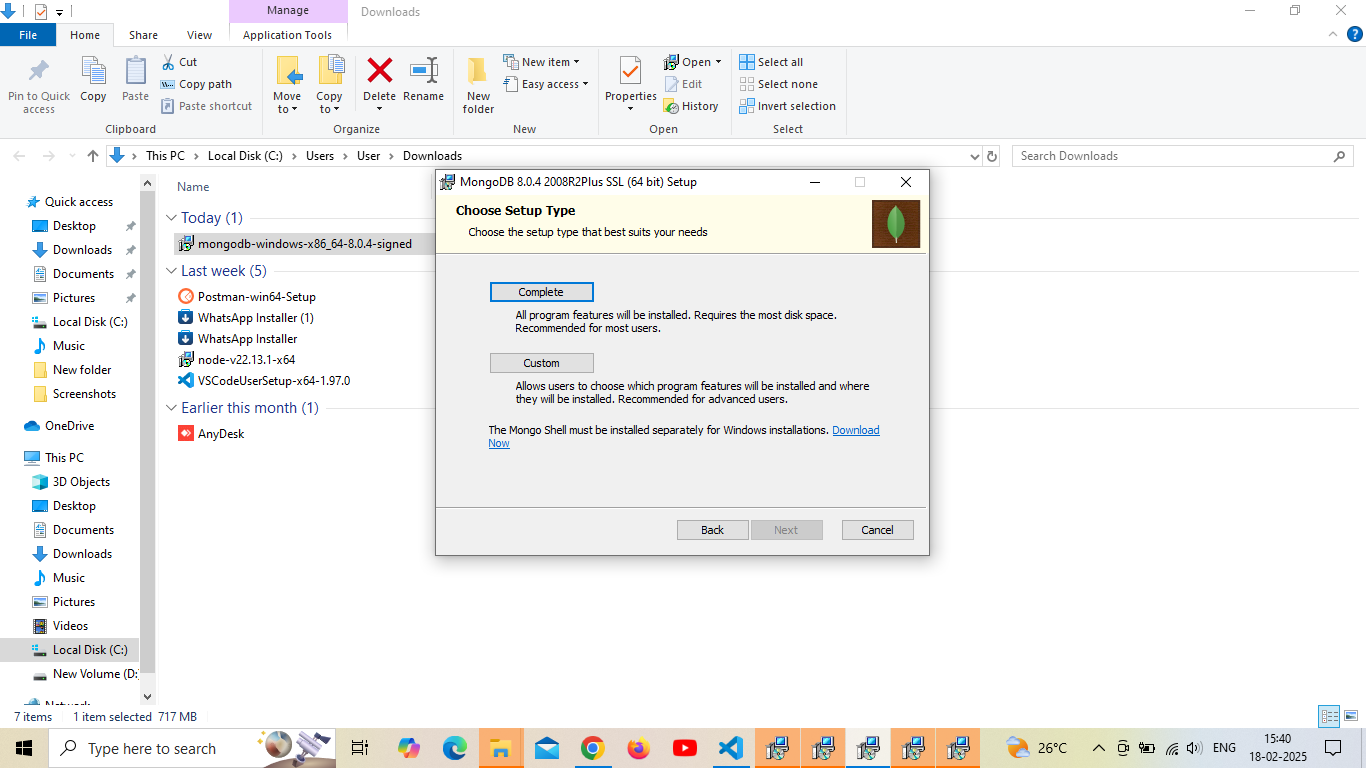 Manage
Downloads
File
Home
Share
View
Application Tools
Pin to Quick
access
Copy
Paste
Cut
Copy path
Paste shortcut
Clipboard
Move
to
Copy
to
Delete
Rename
Organize
New
folder
New item
Easy access
New
Properties
Open
Edit
History
Open
Select all
Select none
Invert selection
Select
This PC
Local Disk (C:)
Users
User
Downloads
Search Downloads
Quick access
Desktop
Downloads
Documents
Pictures
Local Disk (C:)
Music
New folder
Screenshots
OneDrive
This PC
3D Objects
Desktop
Documents
Downloads
Music
Pictures
Videos
Local Disk (C:)
New Volume (D:
Network
Name
Today (1)
mongodb-windows-x86_64-8.0.4-signed
Last week (5)
Postman-win64-Setup
WhatsApp Installer (1)
WhatsApp Installer
node-v22.13.1-x64
VSCodeUserSetup-x64-1.97.0
Earlier this month (1)
AnyDesk
MongoDB 8.0.4 2008R2Plus SSL (64 bit) Setup
Choose Setup Type
Choose the setup type that best suits your needs
Complete
All program features will be installed. Requires the most disk space.
Recommended for most users.
Custom
Allows users to choose which program features will be installed and where
they will be installed. Recommended for advanced users.
The Mongo Shell must be installed separately for Windows installations. Download
Now
Back
Next
Cancel
7 items
1 item selected 717 MB
Type here to search
26°C
ENG
15:40
18-02-2025